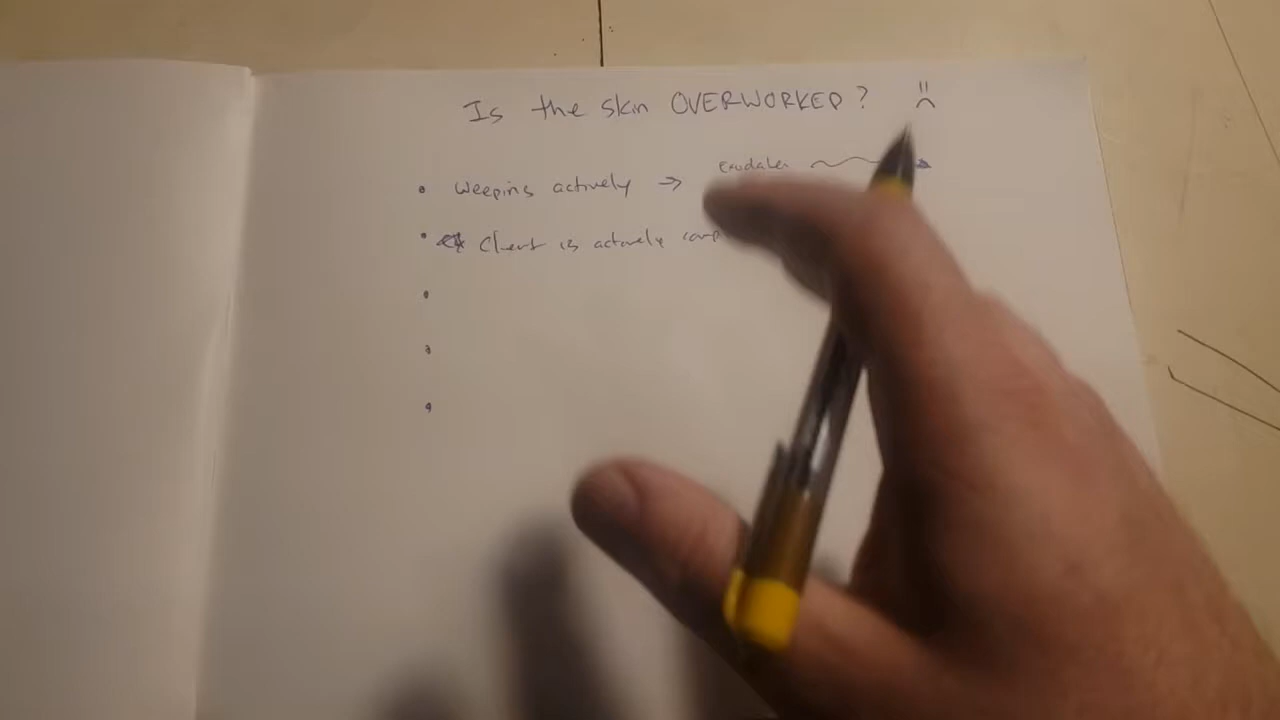 Is the skin OVERWORKED?
Weeping actively →
Client is actively